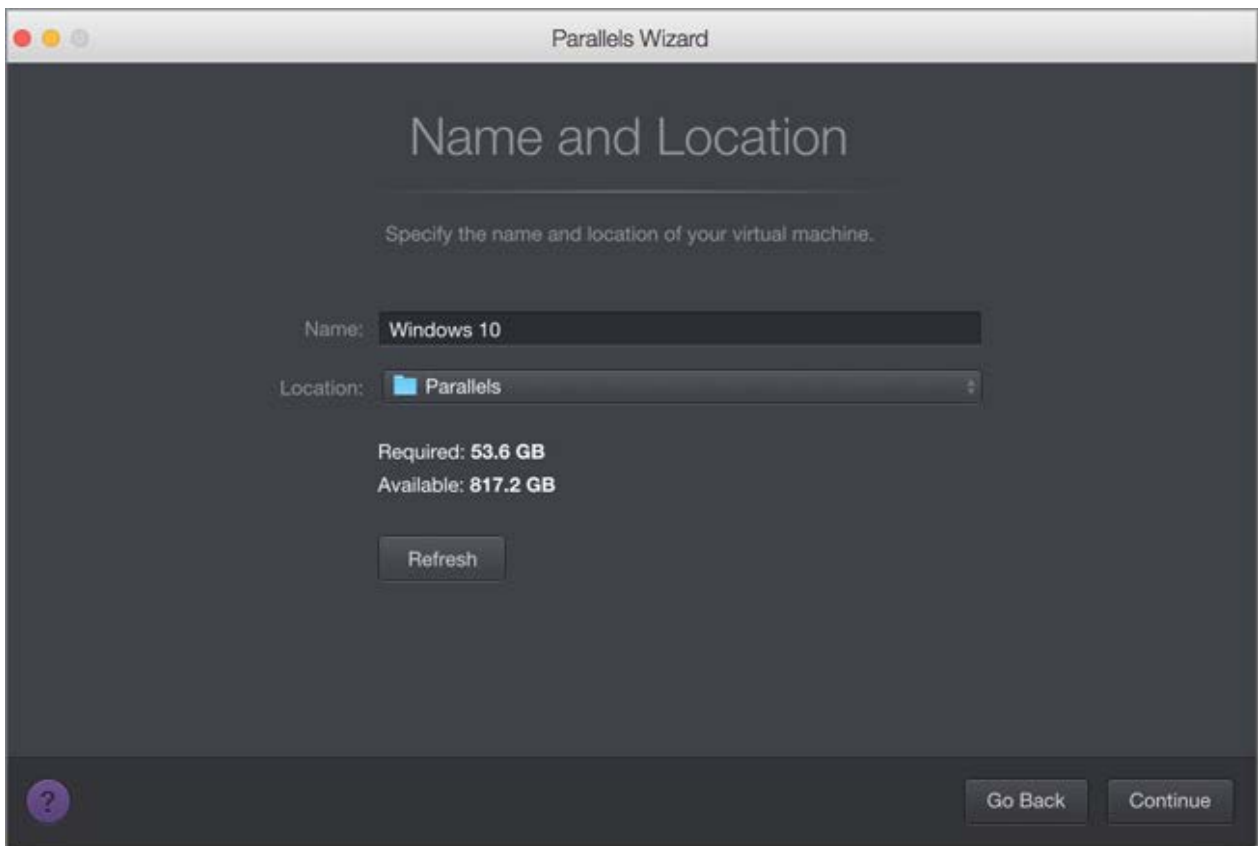 Parallels Wizard
Name and Location
Specify the name and location of your virtual machine.
Name: Windows 10
Location: Parallels
Required: 53.6 GB
Available: 817.2 GB
Refresh
? Go Back Continue